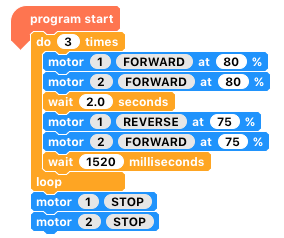 program start
do 3 times
motor 1 FORWARD at 80 %
motor 2 FORWARD at 80 %
wait 2.0 seconds
motor 1 REVERSE at 75 %
motor 2 FORWARD at 75 %
wait 1520 milliseconds
loop
motor 1 STOP
motor 2 STOP